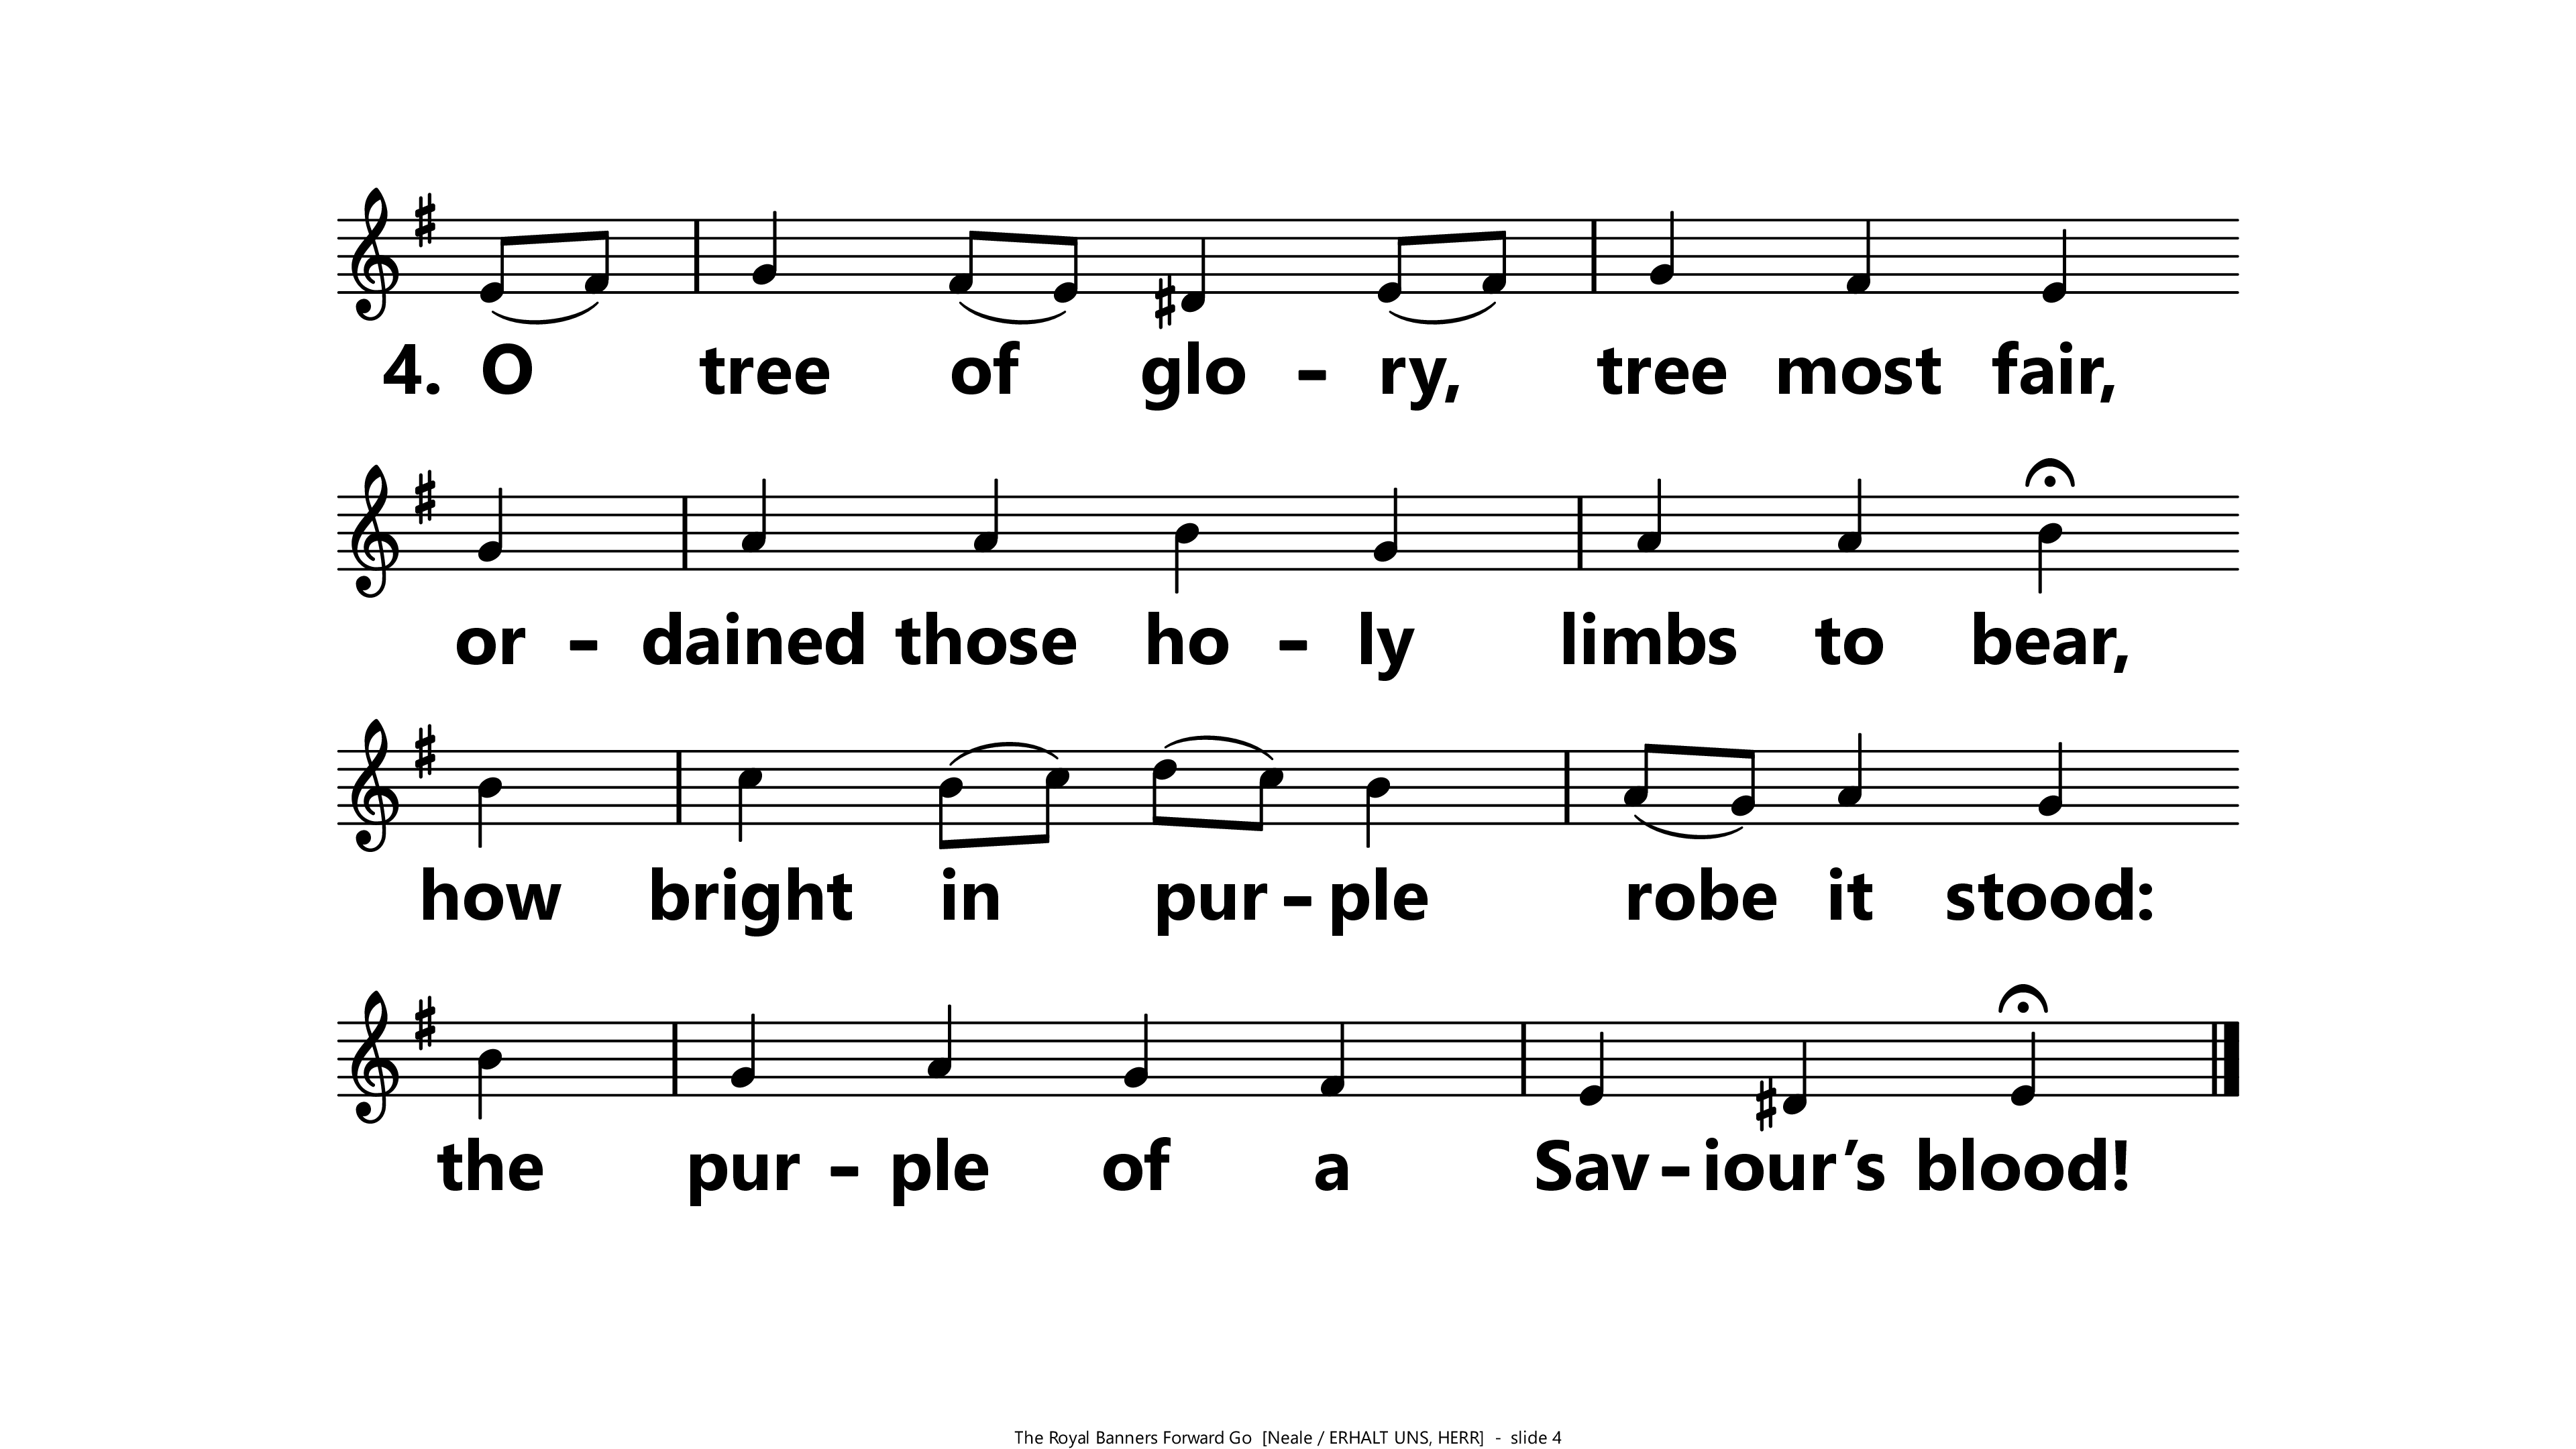 4. O tree of glo - ry, tree most fair,
or - dained those ho - ly limbs to bear,
how bright in pur - ple robe it stood:
the pur - ple of a Sav - iour’s blood!
The Royal Banners Forward Go [Neale / ERHALT UNS, HERR] - slide 4